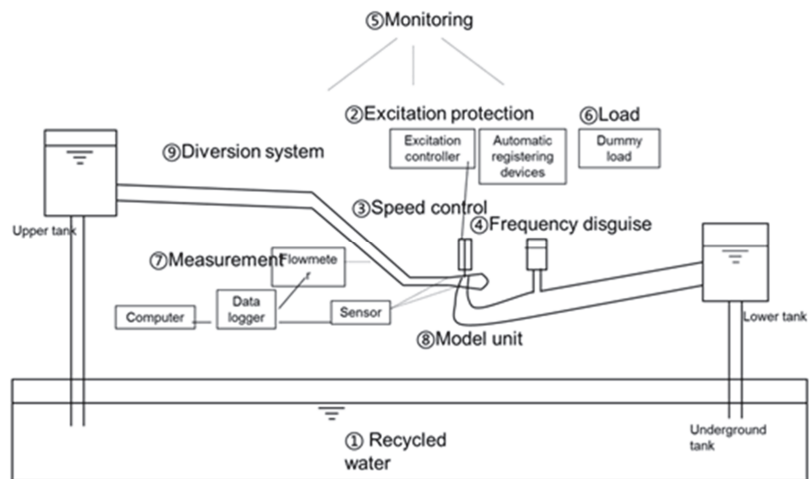 ⑤Monitoring
②Excitation protection
⑥Load
Excitation
controller
Automatic
registering
devices
Dummy
load
⑨Diversion system
③Speed control
④Frequency disguise
Upper tank
⑦Measurement
Flowmete
r
Computer
Data
logger
Sensor
Lower tank
⑧Model unit
① Recycled
water
Underground
tank